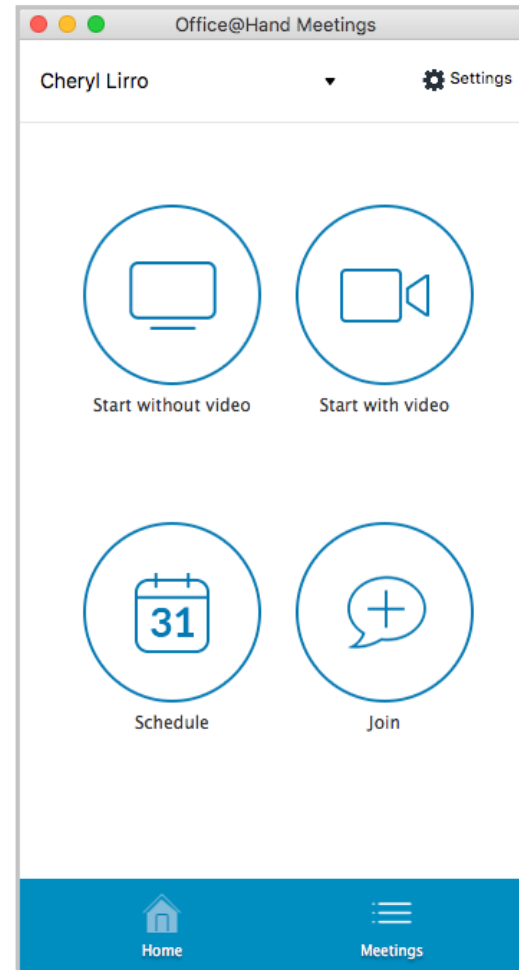 Office@Hand Meetings
Cheryl Lirro
Settings
Start without video
Start with video
31
Schedule
Join
Home
Meetings